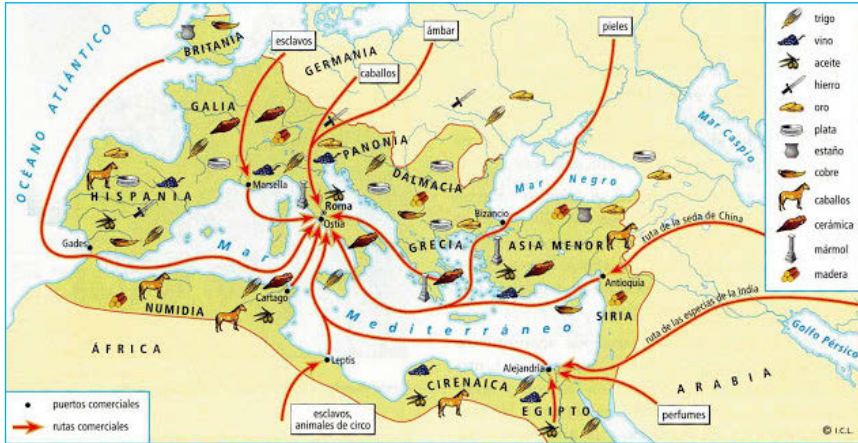 OCÉANO ATLÁNTICO
BRITANIA
esclavos
ámbar
pieles
GERMANIA
caballos
GALIA
PANONIA
DALMACIA
Mar Negro
Mar Caspio
HISPANIA
Marsella
Roma
Ostia
Bizancio
Gades
Mar
GRECIA
ASIA MENOR
ruta de la seda de China
Cartago
Antioquía
NUMIDIA
Mediterráneo
SIRIA
ruta de las especias de la India
Golfo Pérsico
ÁFRICA
Leptis
Alejandría
CIRENAICA
ARABIA
EGIPTO
esclavos,
animales de circo
perfumes
puertos comerciales
rutas comerciales
trigo
vino
aceite
hierro
oro
plata
estaño
cobre
caballos
cerámica
mármol
madera
© I.C.L.